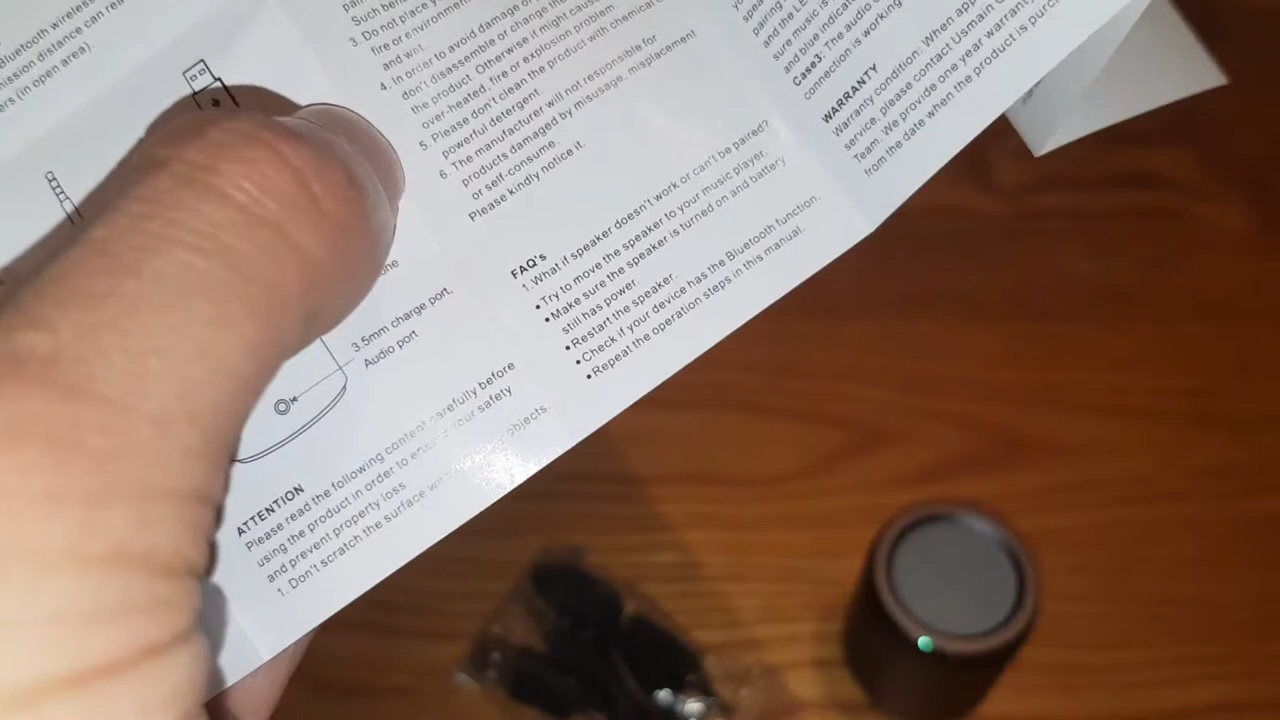 Bluetooth wireless
mission distance can rea
ers (in open area).
3.5mm charge port,
Audio port
ATTENTION
Please read the following content carefully before
using the product in order to your safety
and prevent property loss
1. Don't scratch the surface objects.
Such beh
3. Do not place
fire or environmen
and wet.
4. In order to avoid damage o
don't disassemble or change the
the product. Otherwise it might cause
over-heated, fire or explosion problem.
5. Please don't clean the product with chemical o
powerful detergent.
6. The manufacturer will not responsible for
products damaged by misusage, misplacement
or self-consume.
Please kindly notice it.
FAQ's
1.What if speaker doesn't work or can't be paired?
•Try to move the speaker to your music player.
•Make sure the speaker is turned on and battery
still has power.
•Restart the speaker.
•Check if your device has the Bluetooth function.
•Repeat the operation steps in this manual.
pairing
and the LE
sure music is
and blue indicat
Case3: The audio c
connection is working
WARRANTY
Warranty condition: When app
service, please contact Usmain
Team. We provide one year warranty
from the date when the product is purc